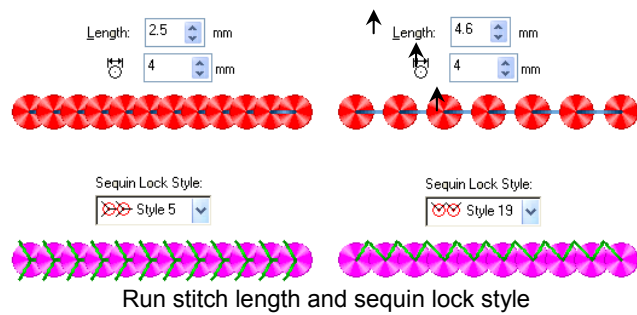 Length: 2.5 mm
4 mm
Length: 4.6 mm
4 mm
Sequin Lock Style:
Style 5
Sequin Lock Style:
Style 19
Run stitch length and sequin lock style